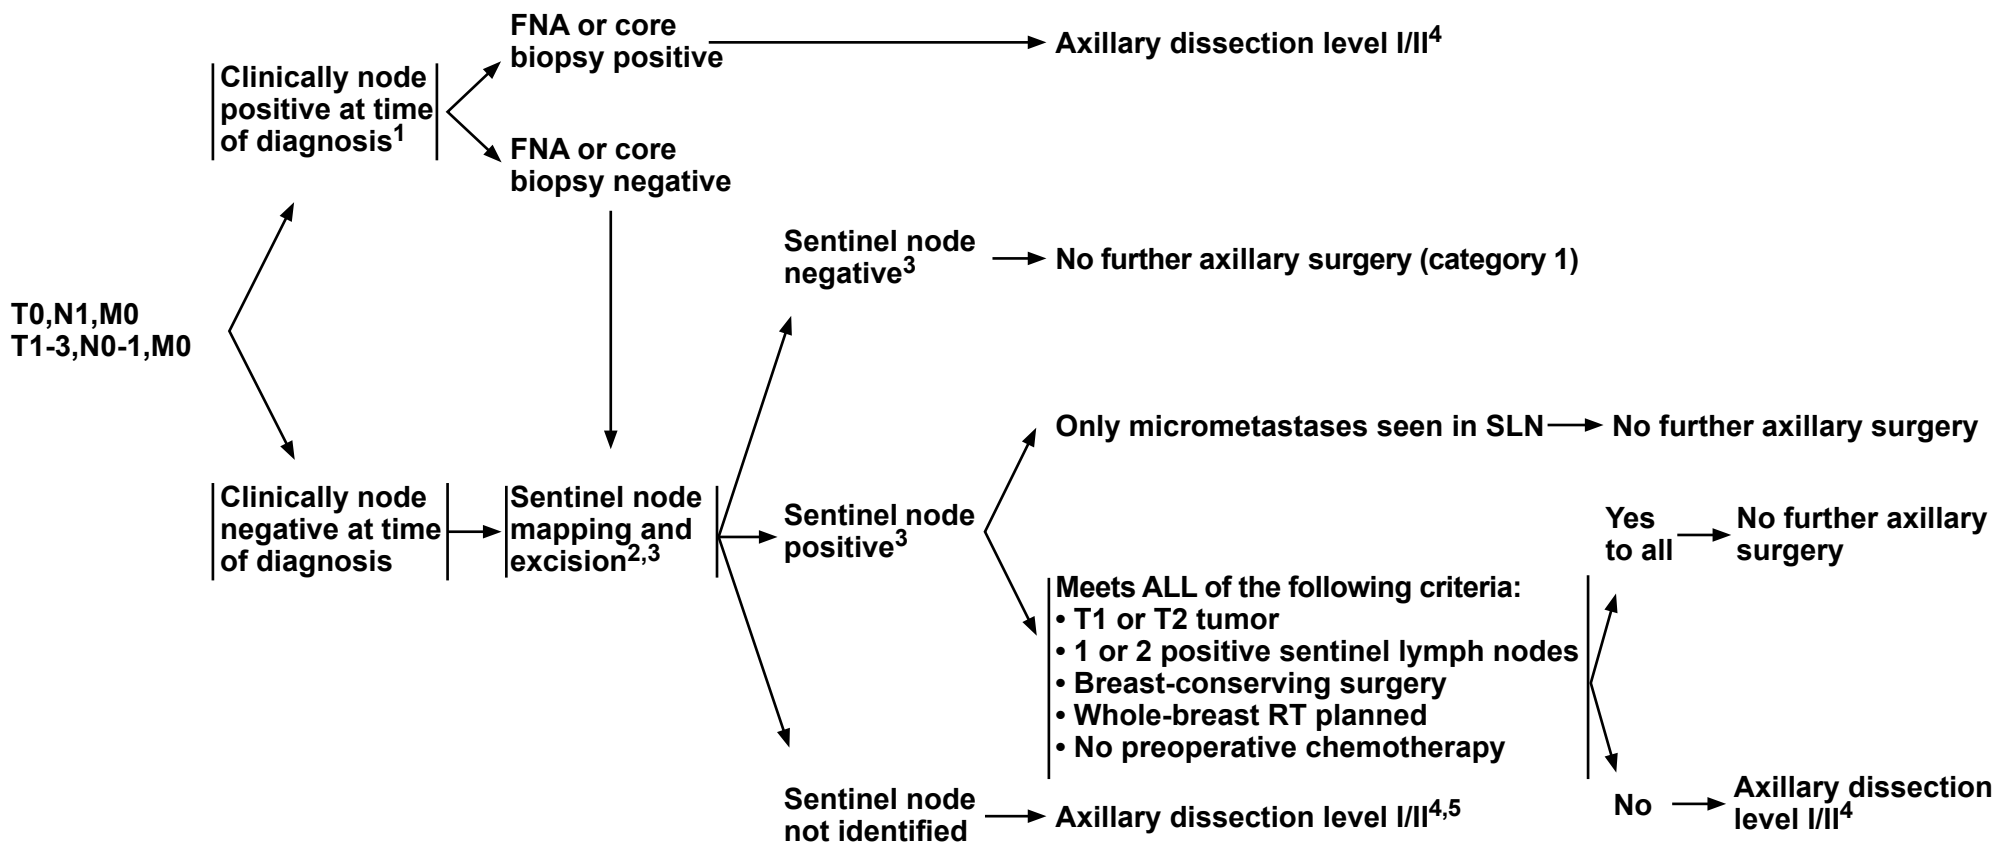 T0,N1,M0
T1-3,N0-1,M0
Clinically node
positive at time
of diagnosis1
FNA or core
biopsy positive
Axillary dissection level I/II4
FNA or core
biopsy negative
Clinically node
negative at time
of diagnosis
Sentinel node
mapping and
excision2,3
Sentinel node
negative3
No further axillary surgery (category 1)
Sentinel node
positive3
Only micrometastases seen in SLN
No further axillary surgery
Meets ALL of the following criteria:
• T1 or T2 tumor
• 1 or 2 positive sentinel lymph nodes
• Breast-conserving surgery
• Whole-breast RT planned
• No preoperative chemotherapy
Yes
to all
No further axillary
surgery
No
Axillary dissection
level I/II4
Sentinel node
not identified
Axillary dissection level I/II4,5